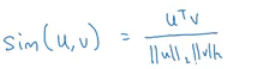 sim(u,v) = uᵀv / ||u||₂ ||v||₂